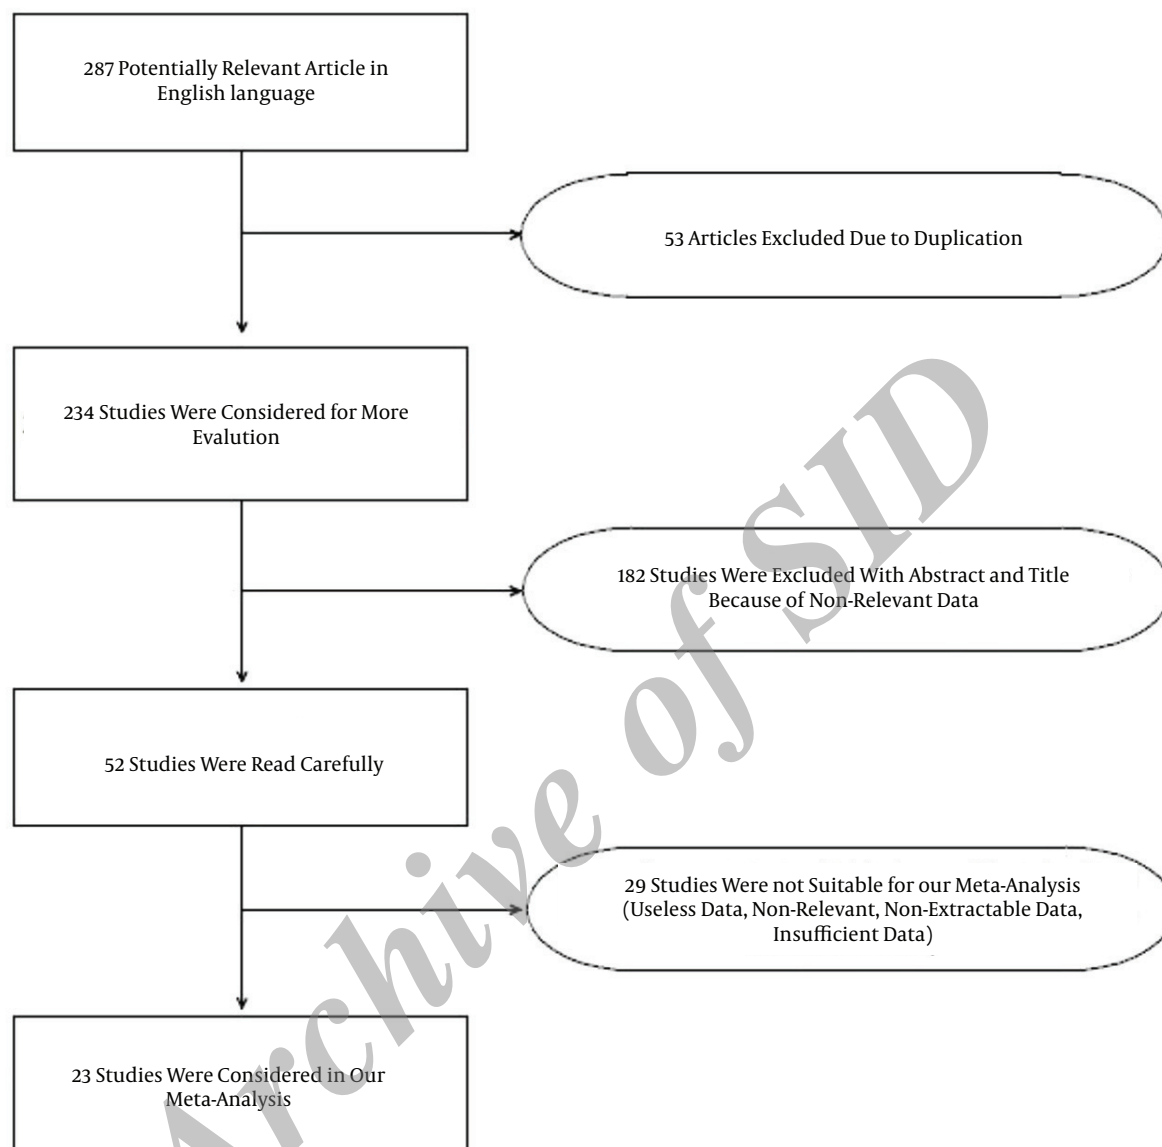 287 Potentially Relevant Article in
English language
53 Articles Excluded Due to Duplication
234 Studies Were Considered for More
Evalution
182 Studies Were Excluded With Abstract and Title
Because of Non-Relevant Data
52 Studies Were Read Carefully
29 Studies Were not Suitable for our Meta-Analysis
(Useless Data, Non-Relevant, Non-Extractable Data,
Insufficient Data)
23 Studies Were Considered in Our
Meta-Analysis
Archive of SID